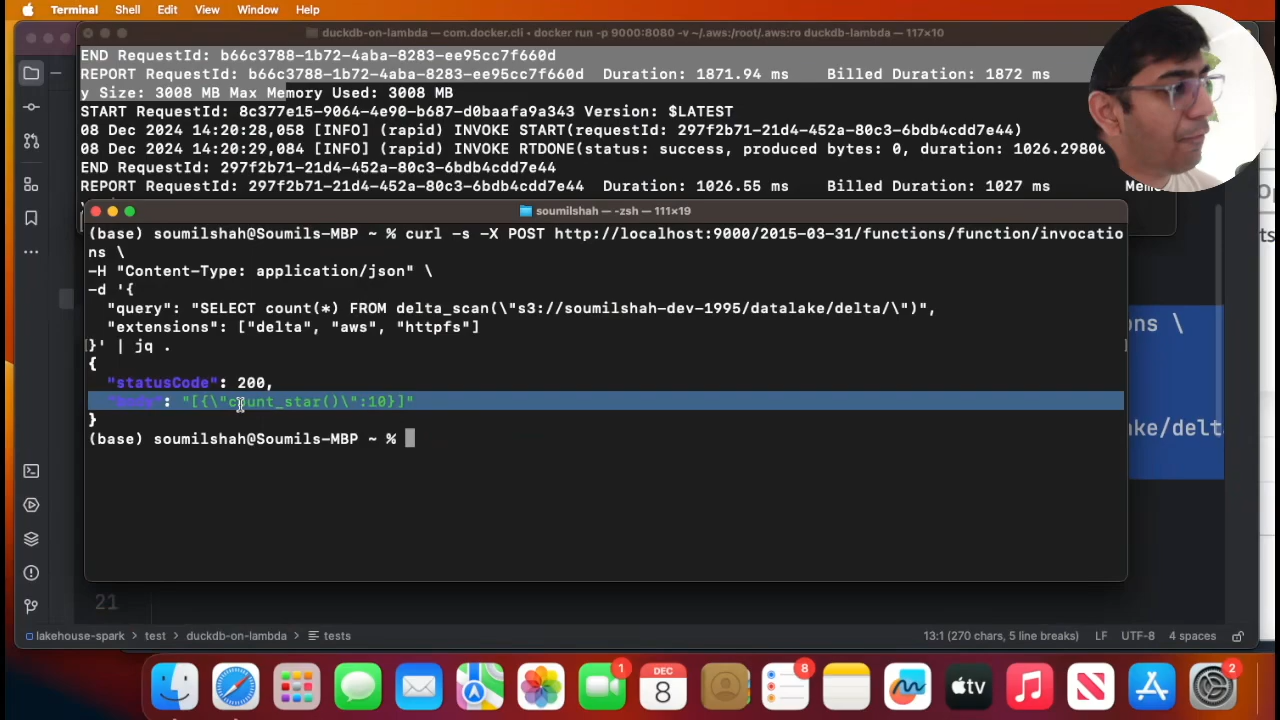 Terminal Shell Edit View Window Help
duckdb-on-lambda — com.docker.cli ‹ docker run -p 9000:8080 -v ~/.aws:/root/.aws:ro duckdb-lambda — 117×10
END RequestId: b66c3788-1b72-4aba-8283-ee95cc7f660d
REPORT RequestId: b66c3788-1b72-4aba-8283-ee95cc7f660d Duration: 1871.94 ms Billed Duration: 1872 ms
y Size: 3008 MB Max Memory Used: 3008 MB
START RequestId: 8c377e15-9064-4e90-b687-d0baafa9a343 Version: $LATEST
08 Dec 2024 14:20:28,058 [INFO] (rapid) INVOKE START(requestId: 297f2b71-21d4-452a-80c3-6bdb4cdd7e44)
08 Dec 2024 14:20:29,084 [INFO] (rapid) INVOKE RTDONE(status: success, produced bytes: 0, duration: 1026.29800
END RequestId: 297f2b71-21d4-452a-80c3-6bdb4cdd7e44
REPORT RequestId: 297f2b71-21d4-452a-80c3-6bdb4cdd7e44 Duration: 1026.55 ms Billed Duration: 1027 ms Memo
soumilshah — -zsh — 111×19
(base) soumilshah@Soumils-MBP ~ % curl -s -X POST http://localhost:9000/2015-03-31/functions/function/invocatio
ns \
-H "Content-Type: application/json" \
-d '{
"query": "SELECT count(*) FROM delta_scan(\"s3://soumilshah-dev-1995/datalake/delta/\")",
"extensions": ["delta", "aws", "httpfs"]
}' | jq .
{
"statusCode": 200,
"body": "[{\"count_star()\":10}]"
}
(base) soumilshah@Soumils-MBP ~ %
ons \
ake/delt
21
lakehouse-spark > test > duckdb-on-lambda > tests
13:1 (270 chars, 5 line breaks) LF UTF-8 4 spaces
1
DEC
8
8
tv
2